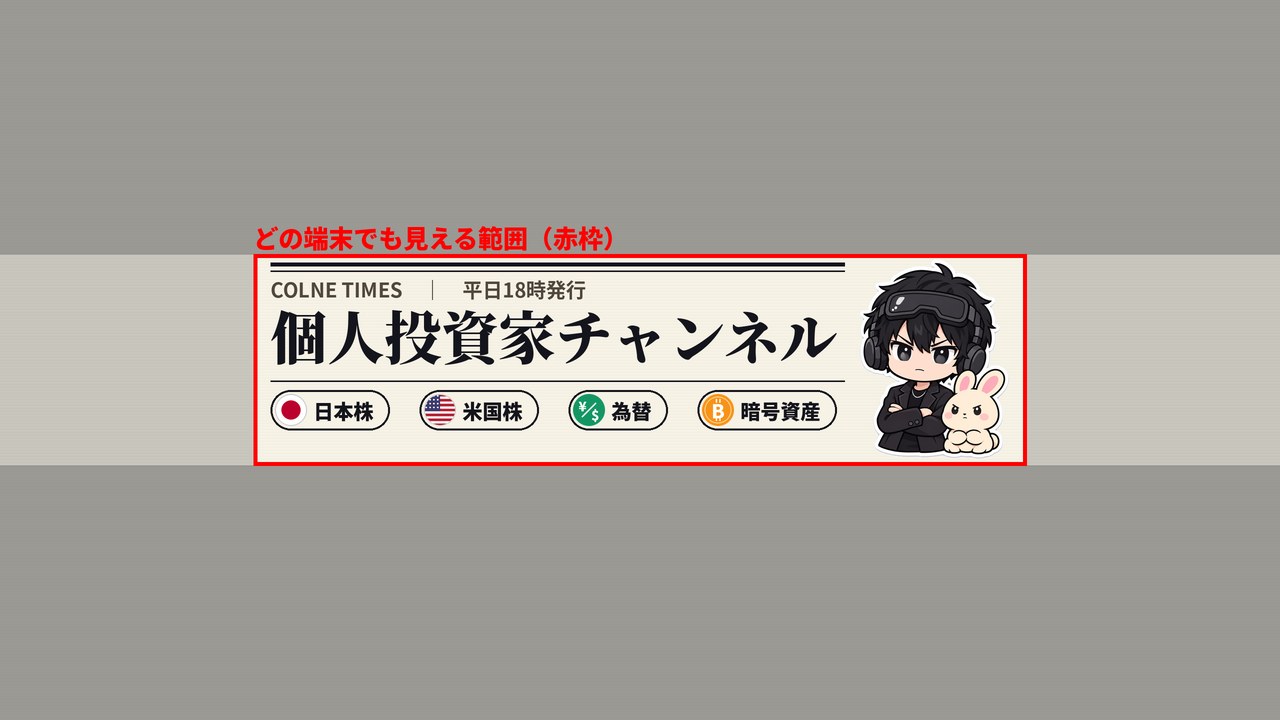 どの端末でも見える範囲（赤枠）
COLNE TIMES ｜ 平日18時発行
個人投資家チャンネル
日本株 米国株 ¥/$ 為替 B 暗号資産